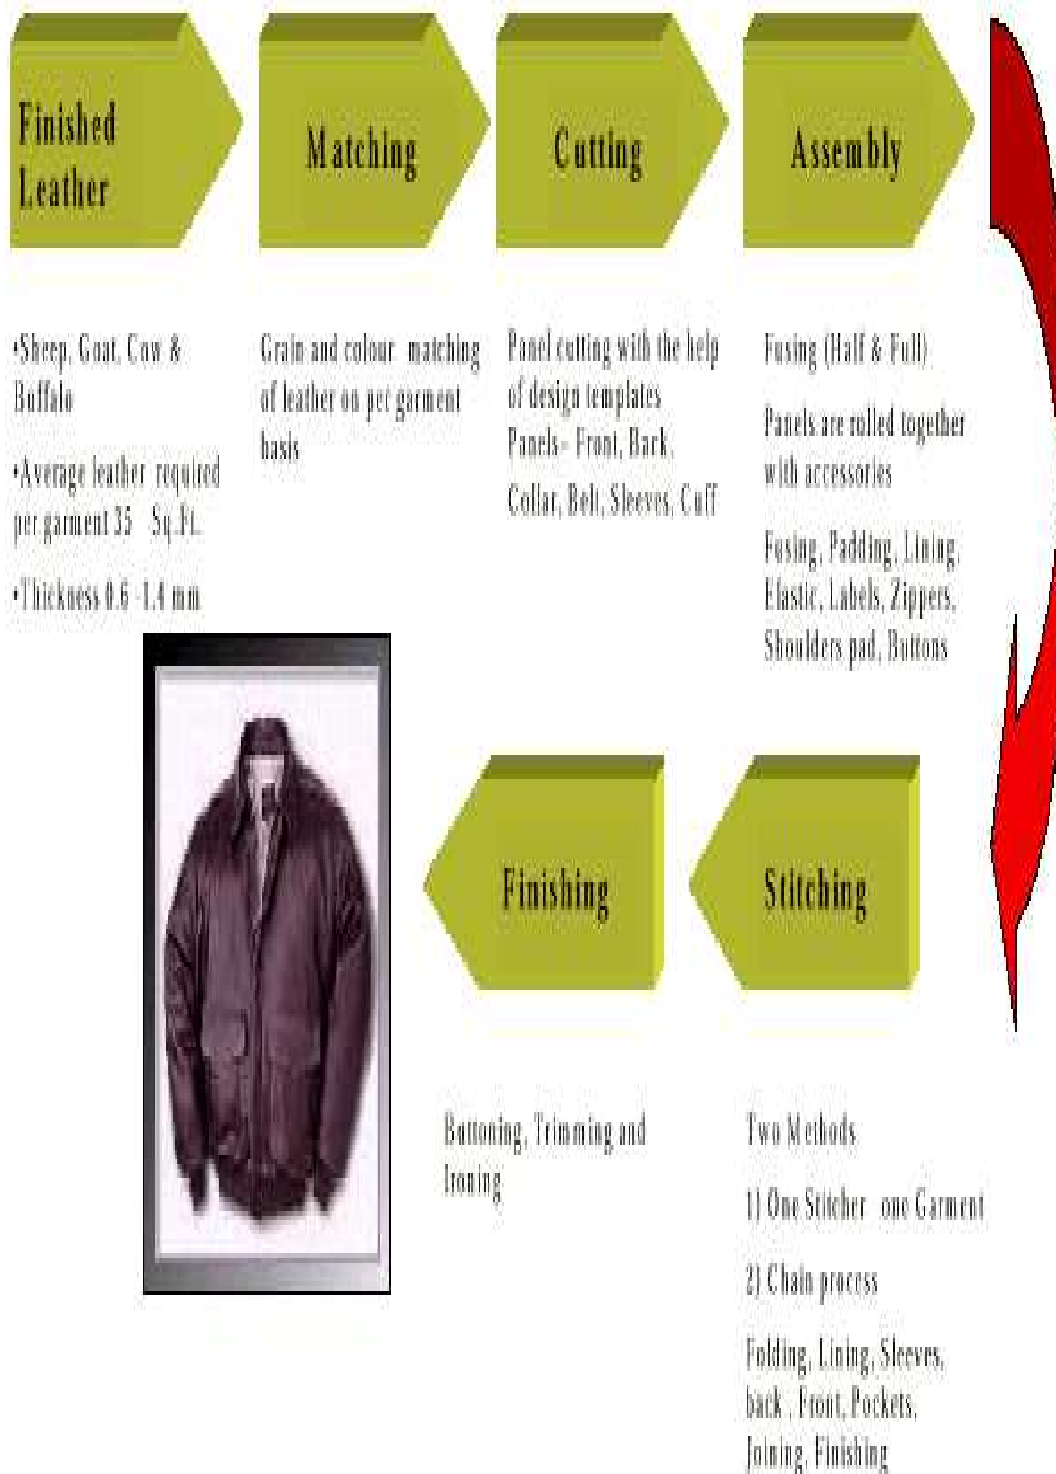 Finished
Leather
Matching
Cutting
Assembly
•Sheep, Goat, Cow &
Buffalo
•Average leather required
per garment 35 Sq.Ft.
•Thickness 0.6 -1.4 mm
Grain and colour matching
of leather on per garment
basis
Panel cutting with the help
of design templates
Panels- Front, Back,
Collar, Belt, Sleeves, Cuff
Fusing (Half & Full)
Panels are rolled together
with accessories
Fusing, Padding, Lining,
Elastic, Labels, Zippers,
Shoulders pad, Buttons
Stitching
Two Methods
1) One Stitcher one Garment
2) Chain process
Folding, Lining, Sleeves,
back , Front, Pockets,
Joining, Finishing
Finishing
Buttoning, Trimming and
Ironing